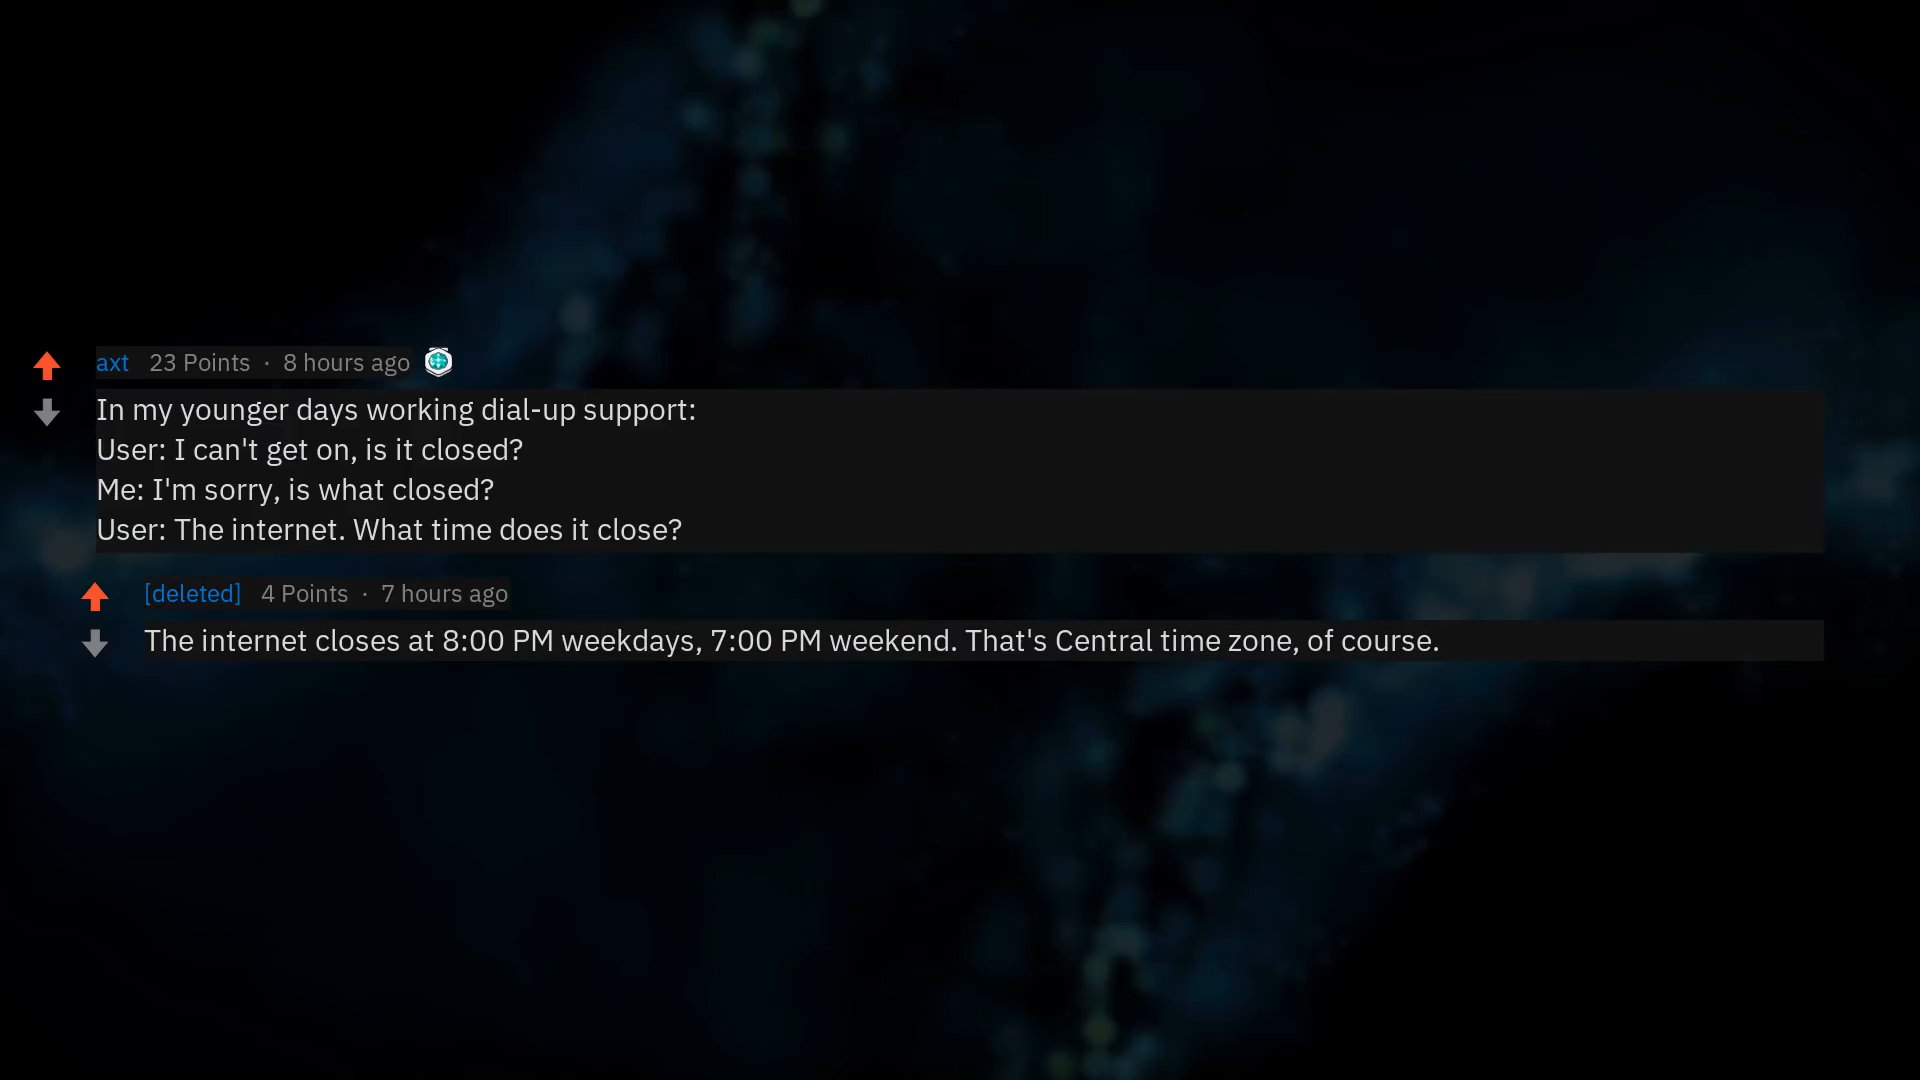 axt 23 Points · 8 hours ago
In my younger days working dial-up support:
User: I can't get on, is it closed?
Me: I'm sorry, is what closed?
User: The internet. What time does it close?
[deleted] 4 Points · 7 hours ago
The internet closes at 8:00 PM weekdays, 7:00 PM weekend. That's Central time zone, of course.